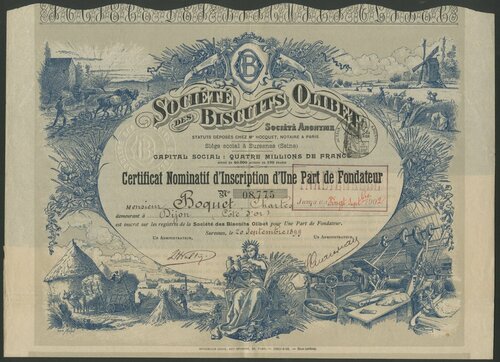 SOCIÉTÉ
DES BISCUITS OLIBET
SOCIÉTÉ ANONYME
STATUTS DÉPOSÉS CHEZ Mᵉ HOCQUET, NOTAIRE A PARIS
Siège social à Suresnes (Seine)
CAPITAL SOCIAL : QUATRE MILLIONS DE FRANCS
Certificat Nominatif d'Inscription d'Une Part de Fondateur
Nº 08,775
Monsieur Boquet, Charles
demeurant à Dijon (Côte d'or)
est inscrit sur les registres de la Société des Biscuits Olibet pour Une Part de Fondateur.
Suresnes, le 20 Septembre 1899
UN ADMINISTRATEUR,
UN ADMINISTRATEUR,